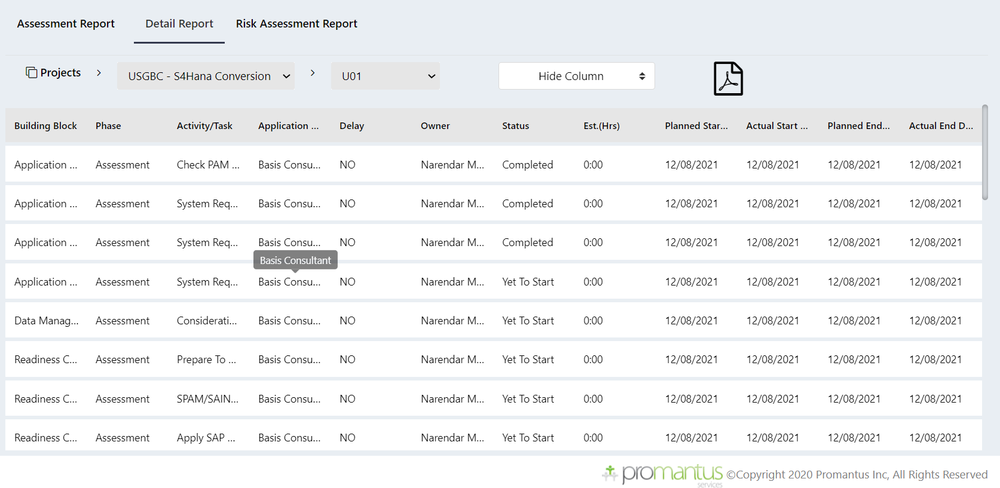 Assessment Report Detail Report Risk Assessment Report
Projects > USGBC - S4Hana Conversion > U01 Hide Column
Building Block Phase Activity/Task Application ... Delay Owner Status Est.(Hrs) Planned Star... Actual Start ... Planned End... Actual End D...
Application ... Assessment Check PAM ... Basis Consu... NO Narendar M... Completed 0:00 12/08/2021 12/08/2021 12/08/2021 12/08/2021
Application ... Assessment System Req... Basis Consu... NO Narendar M... Completed 0:00 12/08/2021 12/08/2021 12/08/2021 12/08/2021
Application ... Assessment System Req... Basis Consu... NO Narendar M... Completed 0:00 12/08/2021 12/08/2021 12/08/2021 12/08/2021
Basis Consultant
Application ... Assessment System Req... Basis Consu... NO Narendar M... Yet To Start 0:00 12/08/2021 12/08/2021 12/08/2021 12/08/2021
Data Manag... Assessment Considerati... Basis Consu... NO Narendar M... Yet To Start 0:00 12/08/2021 12/08/2021 12/08/2021 12/08/2021
Readiness C... Assessment Prepare To ... Basis Consu... NO Narendar M... Yet To Start 0:00 12/08/2021 12/08/2021 12/08/2021 12/08/2021
Readiness C... Assessment SPAM/SAIN... Basis Consu... NO Narendar M... Yet To Start 0:00 12/08/2021 12/08/2021 12/08/2021 12/08/2021
Readiness C... Assessment Apply SAP ... Basis Consu... NO Narendar M... Yet To Start 0:00 12/08/2021 12/08/2021 12/08/2021 12/08/2021
promantus ©Copyright 2020 Promantus Inc, All Rights Reserved
services